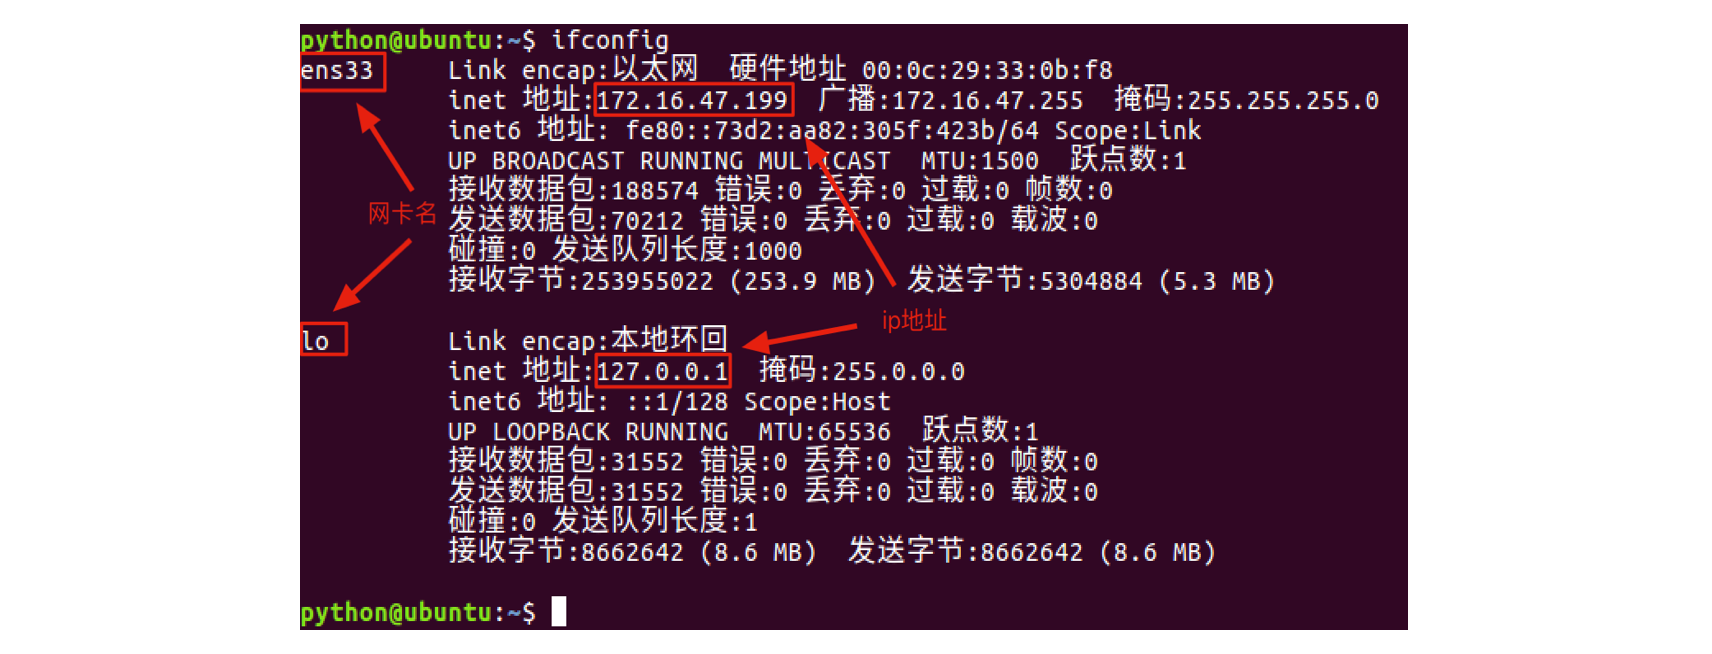 python@ubuntu:~$ ifconfig
ens33 Link encap:以太网 硬件地址 00:0c:29:33:0b:f8
inet 地址:172.16.47.199 广播:172.16.47.255 掩码:255.255.255.0
inet6 地址: fe80::73d2:aa82:305f:423b/64 Scope:Link
UP BROADCAST RUNNING MULTICAST MTU:1500 跃点数:1
接收数据包:188574 错误:0 丢弃:0 过载:0 帧数:0
网卡名
发送数据包:70212 错误:0 丢弃:0 过载:0 载波:0
碰撞:0 发送队列长度:1000
接收字节:253955022 (253.9 MB) 发送字节:5304884 (5.3 MB)
ip地址
lo Link encap:本地环回
inet 地址:127.0.0.1 掩码:255.0.0.0
inet6 地址: ::1/128 Scope:Host
UP LOOPBACK RUNNING MTU:65536 跃点数:1
接收数据包:31552 错误:0 丢弃:0 过载:0 帧数:0
发送数据包:31552 错误:0 丢弃:0 过载:0 载波:0
碰撞:0 发送队列长度:1
接收字节:8662642 (8.6 MB) 发送字节:8662642 (8.6 MB)
python@ubuntu:~$